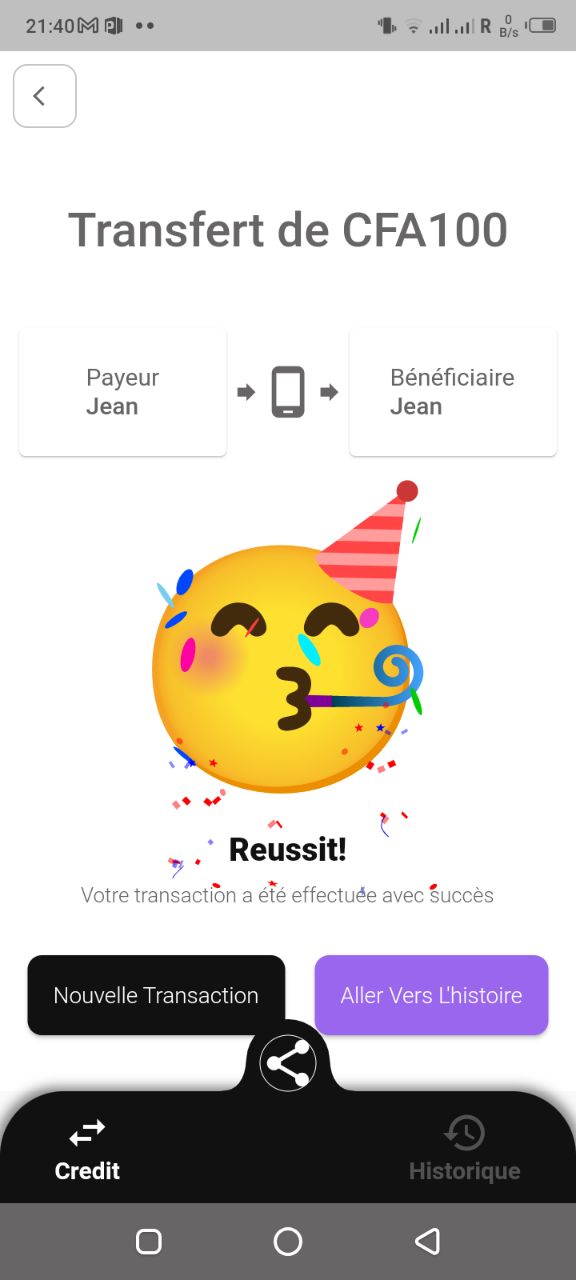 21:40
R
0
B/s
Transfert de CFA100
Payeur
Jean
Bénéficiaire
Jean
Reussit!
Votre transaction a été effectuée avec succès
Nouvelle Transaction
Aller Vers L'histoire
Credit
Historique